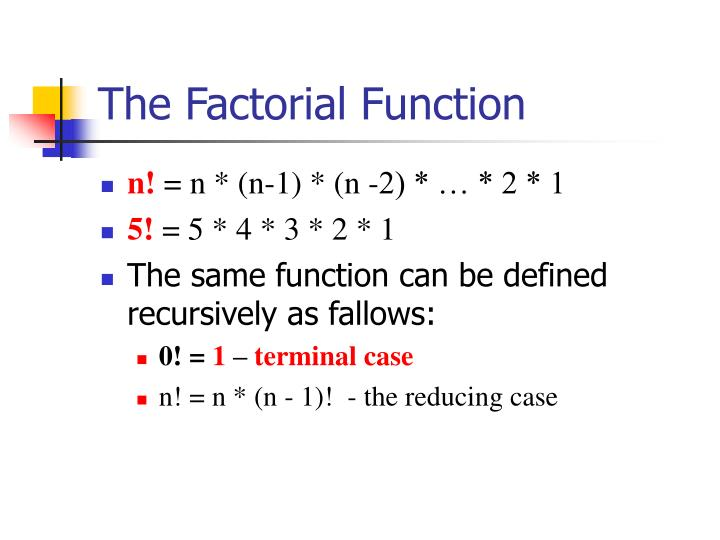 The Factorial Function
n! = n * (n-1) * (n -2) * … * 2 * 1
5! = 5 * 4 * 3 * 2 * 1
The same function can be defined
recursively as fallows:
0! = 1 – terminal case
n! = n * (n - 1)!  - the reducing case